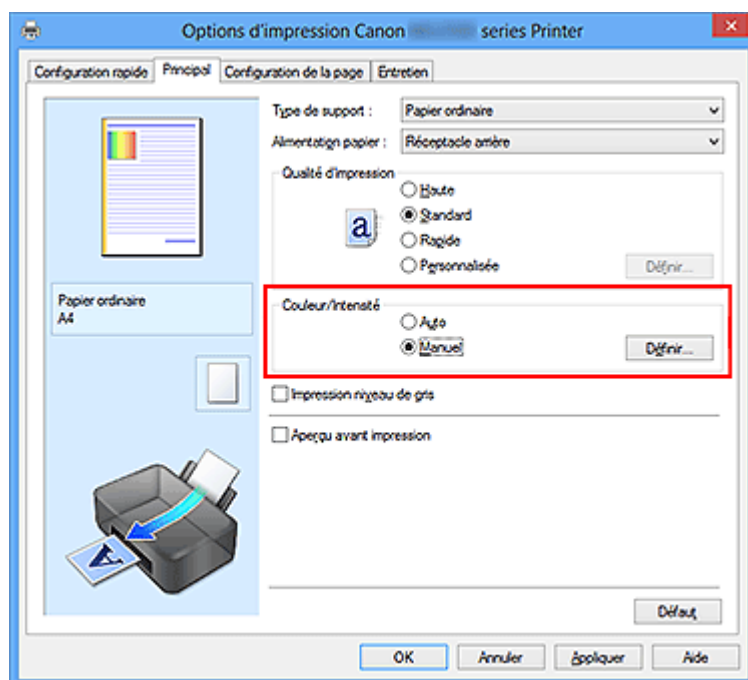 Options d'impression Canon series Printer
Configuration rapide Principal Configuration de la page Entretien
Type de support : Papier ordinaire
Alimentation papier : Réceptacle arrière
Qualité d'impression
Haute
a Standard
Rapide
Personnalisée Définir...
Papier ordinaire
A4
Couleur/Intensité
Auto
Manuel Définir...
Impression niveau de gris
Aperçu avant impression
A
Défaut
OK Annuler Appliquer Aide